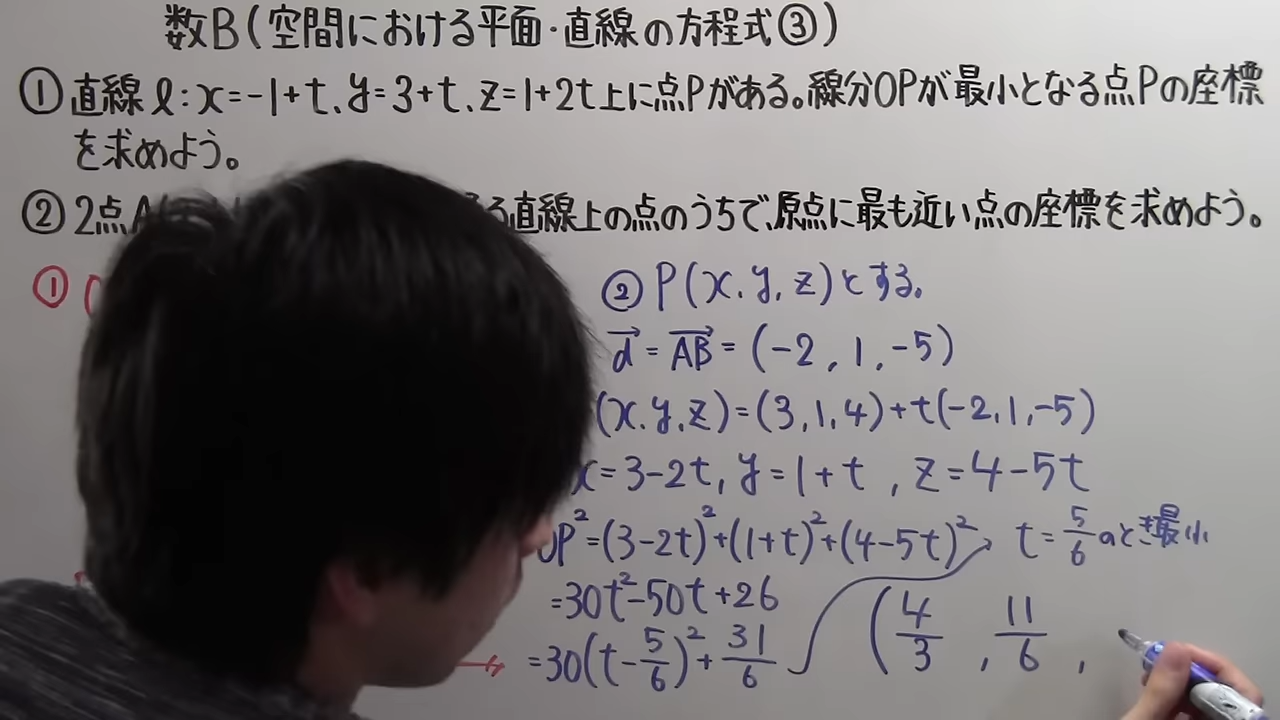 数B(空間における平面・直線の方程式③)
①直線ℓ:x=-1+t、y=3+t、z=1+2t上に点Pがある。線分OPが最小となる点Pの座標
を求めよう。
②2点A 直線上の点のうちで、原点に最も近い点の座標を求めよう。
①
②P(x,y,z)とする。
d→=AB→=(-2,1,-5)
(x,y,z)=(3,1,4)+t(-2,1,-5)
x=3-2t, y=1+t, z=4-5t
OP²=(3-2t)²+(1+t)²+(4-5t)²
=30t²-50t+26
=30(t-5/6)²+31/6
t=5/6のとき最小
(4/3, 11/6,